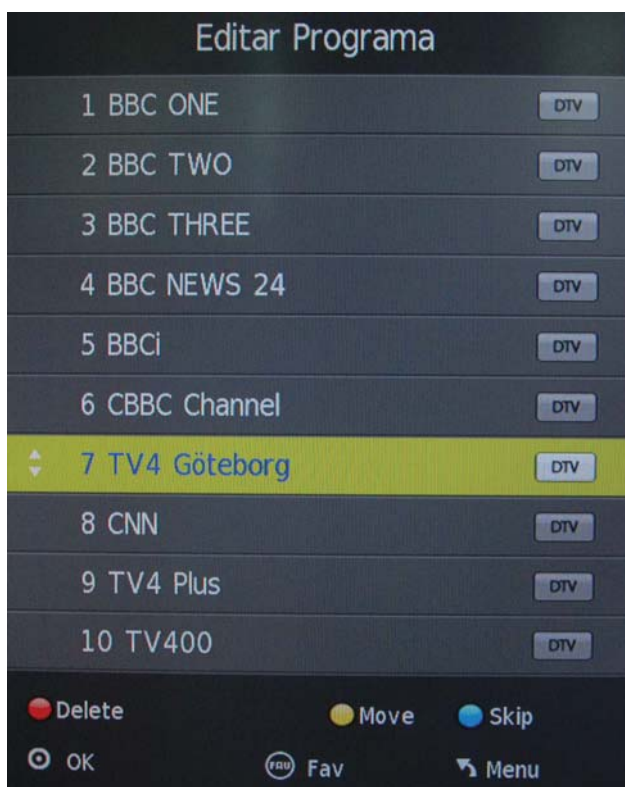 Editar Programa
1 BBC ONE DTV
2 BBC TWO DTV
3 BBC THREE DTV
4 BBC NEWS 24 DTV
5 BBCi DTV
6 CBBC Channel DTV
7 TV4 Göteborg DTV
8 CNN DTV
9 TV4 Plus DTV
10 TV400 DTV
Delete Move Skip
OK FAV Fav Menu